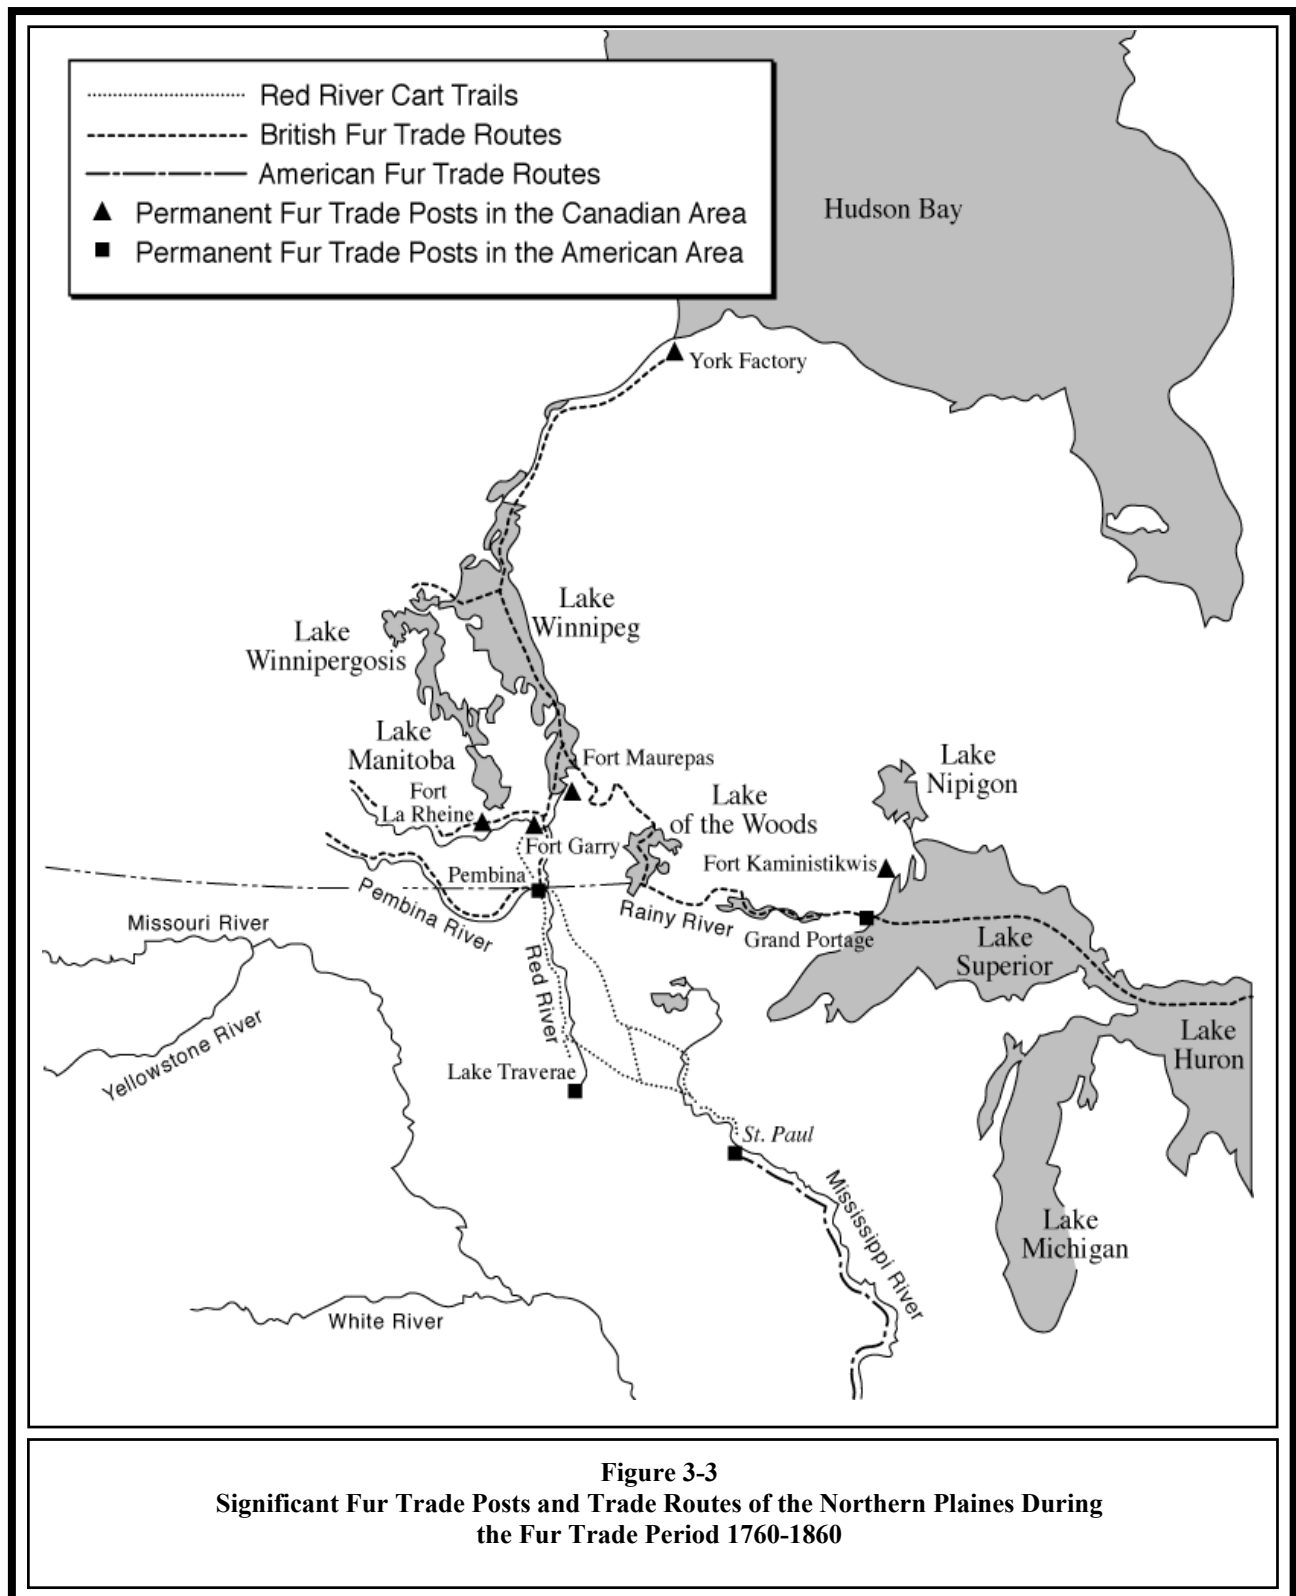 Red River Cart Trails
British Fur Trade Routes
American Fur Trade Routes
Permanent Fur Trade Posts in the Canadian Area
Permanent Fur Trade Posts in the American Area
Hudson Bay
York Factory
Lake
Winnipeg
Lake
Winnipergosis
Lake
Manitoba
Fort Maurepas
Lake
Nipigon
Fort
La Rheine
Lake
of the Woods
Fort Garry
Fort Kaministikwis
Pembina
Pembina River
Rainy River
Grand Portage
Missouri River
Lake
Superior
Red River
Yellowstone River
Lake
Huron
Lake Traverae
St. Paul
Mississippi River
Lake
Michigan
White River
Figure 3-3
Significant Fur Trade Posts and Trade Routes of the Northern Plaines During
the Fur Trade Period 1760-1860